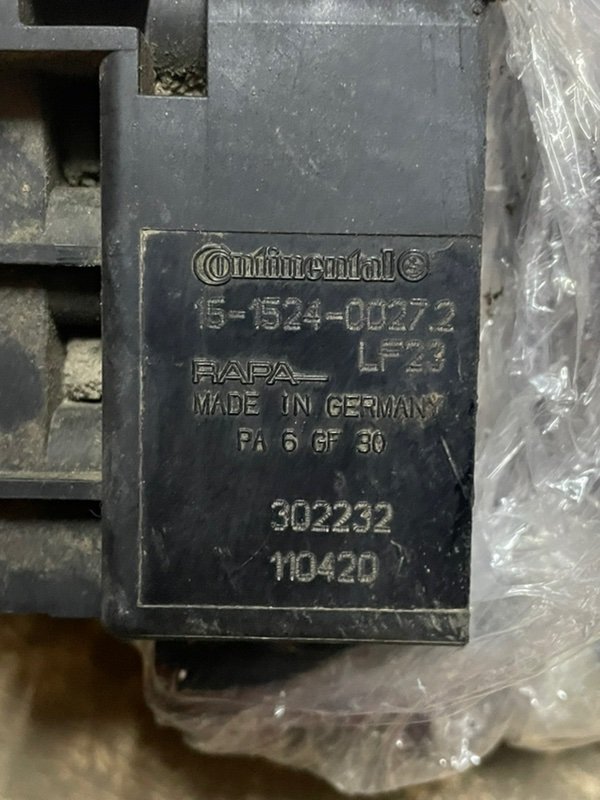 Continental
15-1524-0027.2
LF23
RAPA
MADE IN GERMANY
PA 6 GF 30
302232
110420